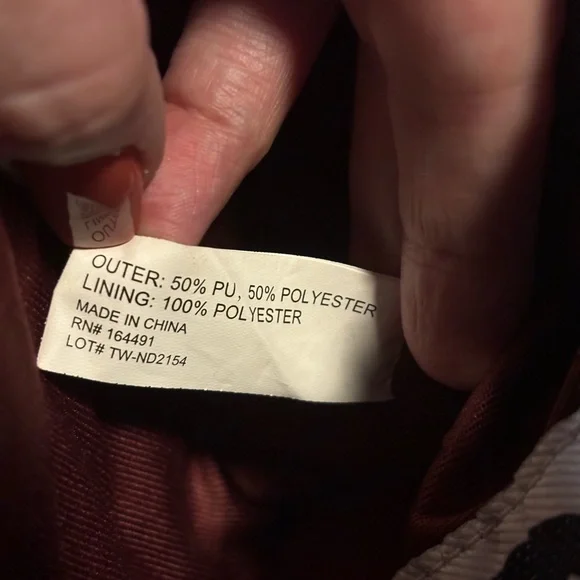 OUTER: 50% PU, 50% POLYESTER
LINING: 100% POLYESTER
MADE IN CHINA
RN# 164491
LOT# TW-ND2154